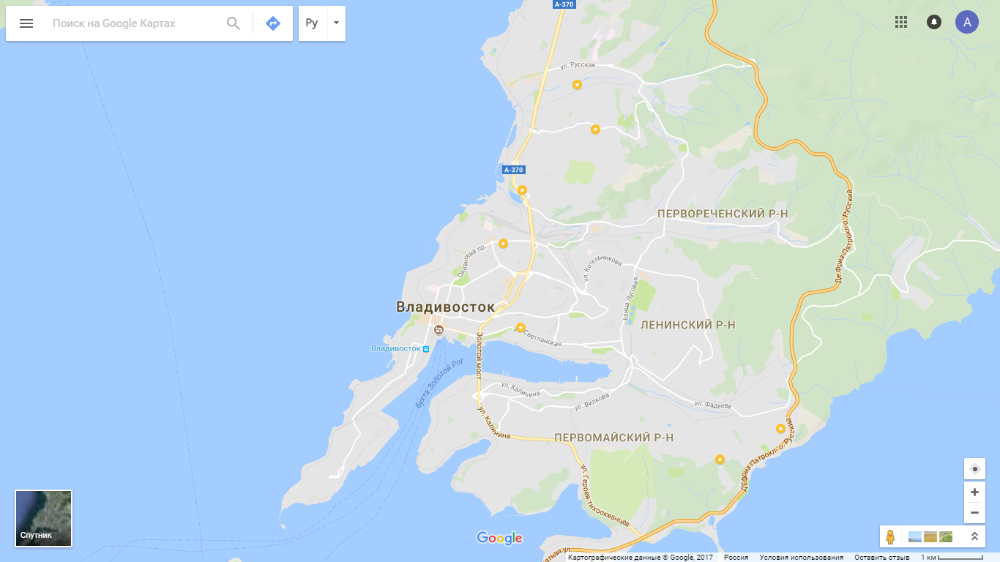 А-370
Поиск на Google Картах
Ру
A
ул. Русская
А-370
Де-Фриз-Патрокл-о. Русский
ПЕРВОРЕЧЕНСКИЙ Р-Н
Океанский пр.
ул. Котельникова
улица Луговая
Владивосток
ЛЕНИНСКИЙ Р-Н
ул. Светланская
Золотой мост
Владивосток
бухта Золотой Рог
ул. Калинина
ул. Вилкова
ул. Фадеева
ул. Калинина
ПЕРВОМАЙСКИЙ Р-Н
Дефриз-Патрокл-о. Русский
ул. Героев-тихоокеанцев
Спутник
Google
Картографические данные © Google, 2017
Россия
Условия использования
Оставить отзыв
1 км